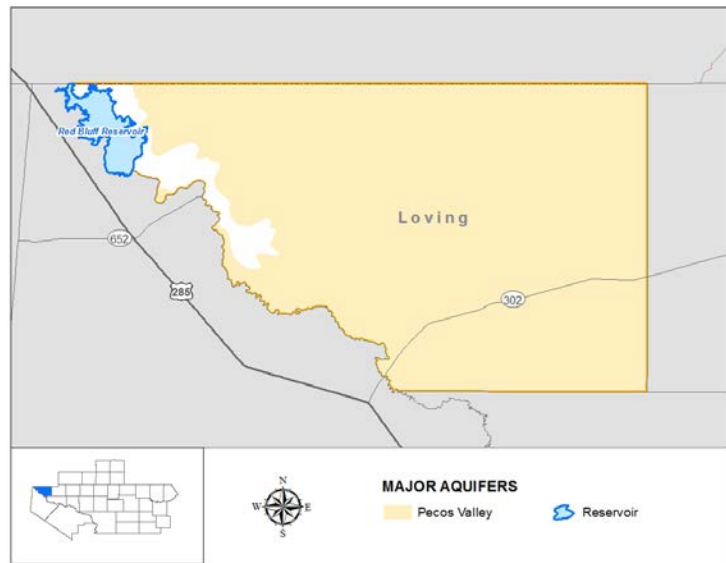 Red Bluff Reservoir
Loving
652
285
302
N
W E
S
MAJOR AQUIFERS
Pecos Valley
Reservoir